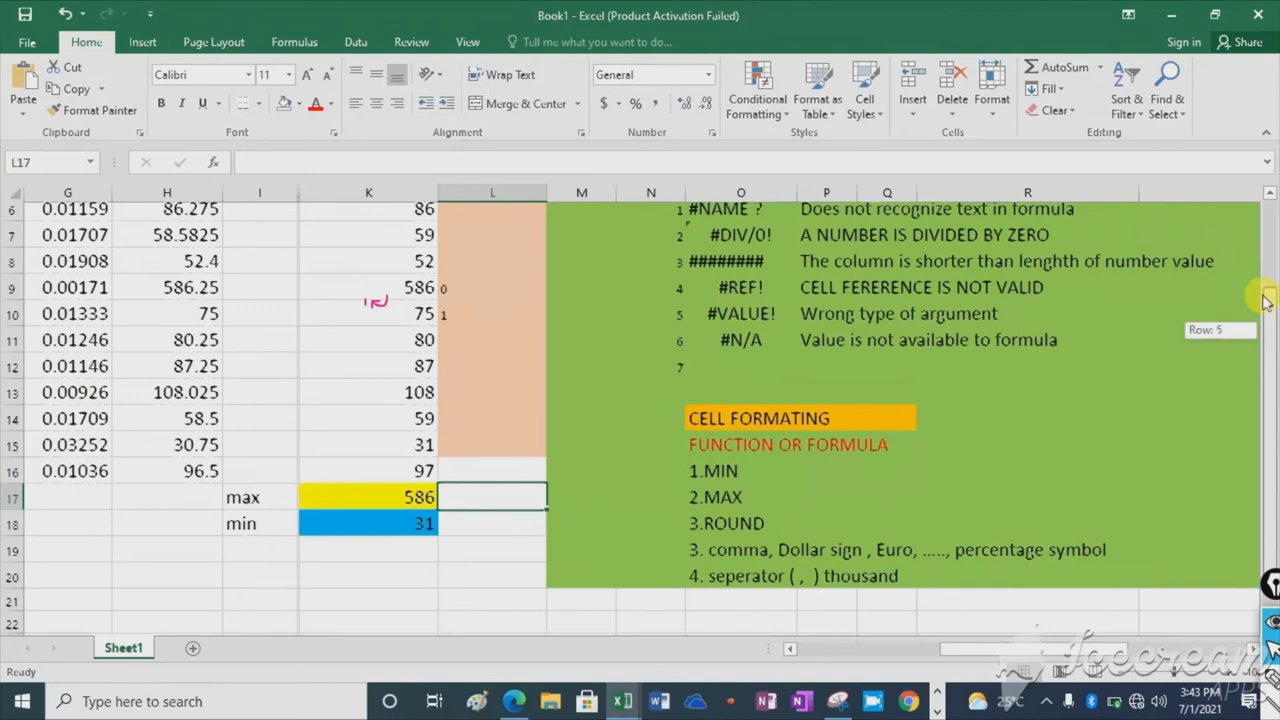 Book1 - Excel (Product Activation Failed)
File Home Insert Page Layout Formulas Data Review View Tell me what you want to do... Sign in Share
Cut
Copy
Format Painter
Paste
Calibri 11
B I U
Wrap Text
Merge & Center
General
$ % ,
Conditional Formatting
Format as Table
Cell Styles
Insert
Delete
Format
AutoSum
Fill
Clear
Sort & Filter
Find & Select
Clipboard Font Alignment Number Styles Cells Editing
L17 fx
G H I K L M N O P Q R
6 0.01159 86.275 86 1 #NAME ? Does not recognize text in formula
7 0.01707 58.5825 59 2 #DIV/0! A NUMBER IS DIVIDED BY ZERO
8 0.01908 52.4 52 3 ######## The column is shorter than lenghth of number value
9 0.00171 586.25 586 0 4 #REF! CELL FERERENCE IS NOT VALID
10 0.01333 75 75 1 5 #VALUE! Wrong type of argument
Row: 5
11 0.01246 80.25 80 6 #N/A Value is not available to formula
12 0.01146 87.25 87 7
13 0.00926 108.025 108
14 0.01709 58.5 59 CELL FORMATING
15 0.03252 30.75 31 FUNCTION OR FORMULA
16 0.01036 96.5 97 1.MIN
17 max 586 2.MAX
18 min 31 3.ROUND
19 3. comma, Dollar sign , Euro, ....., percentage symbol
20 4. seperator ( , ) thousand
21
22
Sheet1
Ready
Type here to search
25°C
3:43 PM
7/1/2021